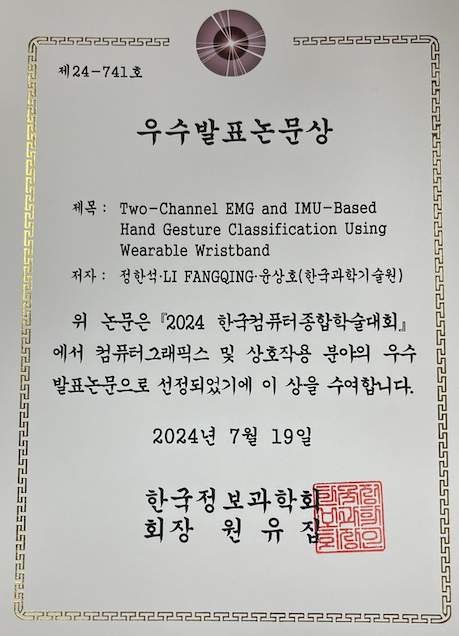 제24-741호
우수발표논문상
제목 : Two-Channel EMG and IMU-Based
Hand Gesture Classification Using
Wearable Wristband
저자 : 정한석·LI FANGQING·윤상호(한국과학기술원)
위 논문은 『2024 한국컴퓨터종합학술대회』
에서 컴퓨터그래픽스 및 상호작용 분야의 우수
발표논문으로 선정되었기에 이 상을 수여합니다.
2024년 7월 19일
한국정보과학회
회장 원 유 집